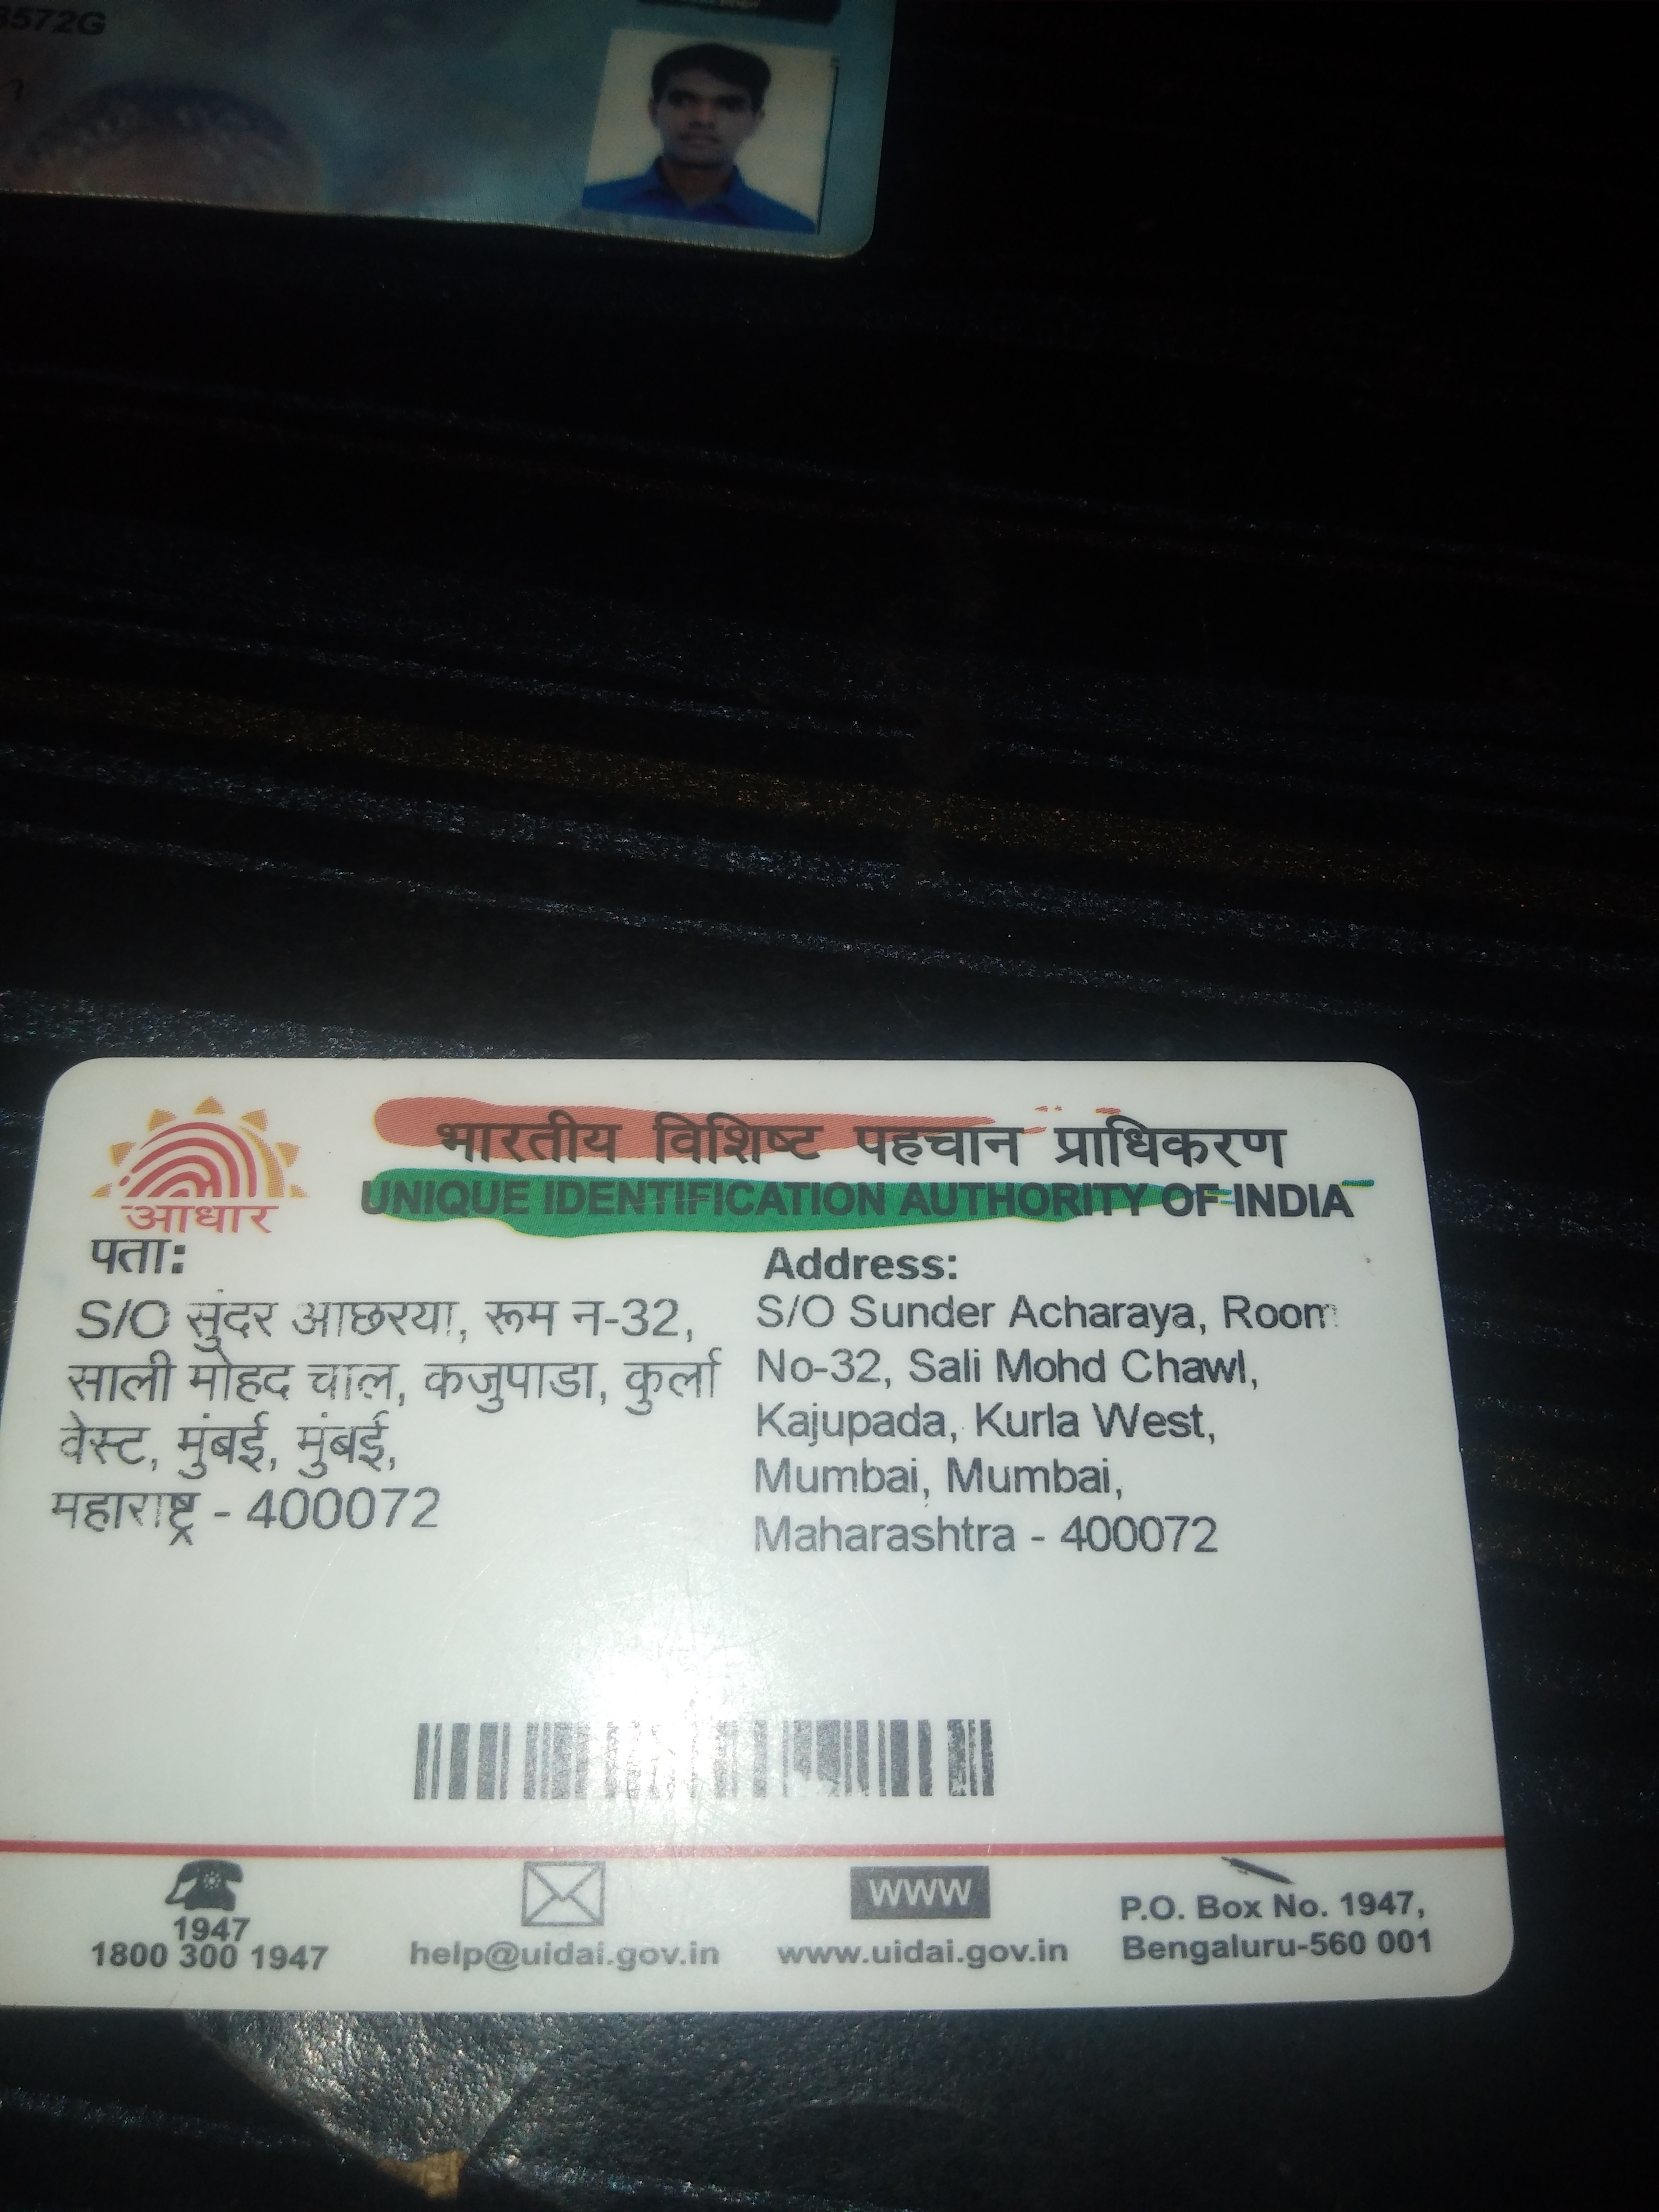 3572G
आधार
भारतीय विशिष्ट पहचान प्राधिकरण
UNIQUE IDENTIFICATION AUTHORITY OF INDIA
पता:
S/O सुंदर आछरया, रूम न-32,
साली मोहद चाल, कजुपाडा, कुर्ला
वेस्ट, मुंबई, मुंबई,
महाराष्ट्र - 400072
Address:
S/O Sunder Acharaya, Room
No-32, Sali Mohd Chawl,
Kajupada, Kurla West,
Mumbai, Mumbai,
Maharashtra - 400072
1947
1800 300 1947
help@uidai.gov.in
WWW
www.uidai.gov.in
P.O. Box No. 1947,
Bengaluru-560 001